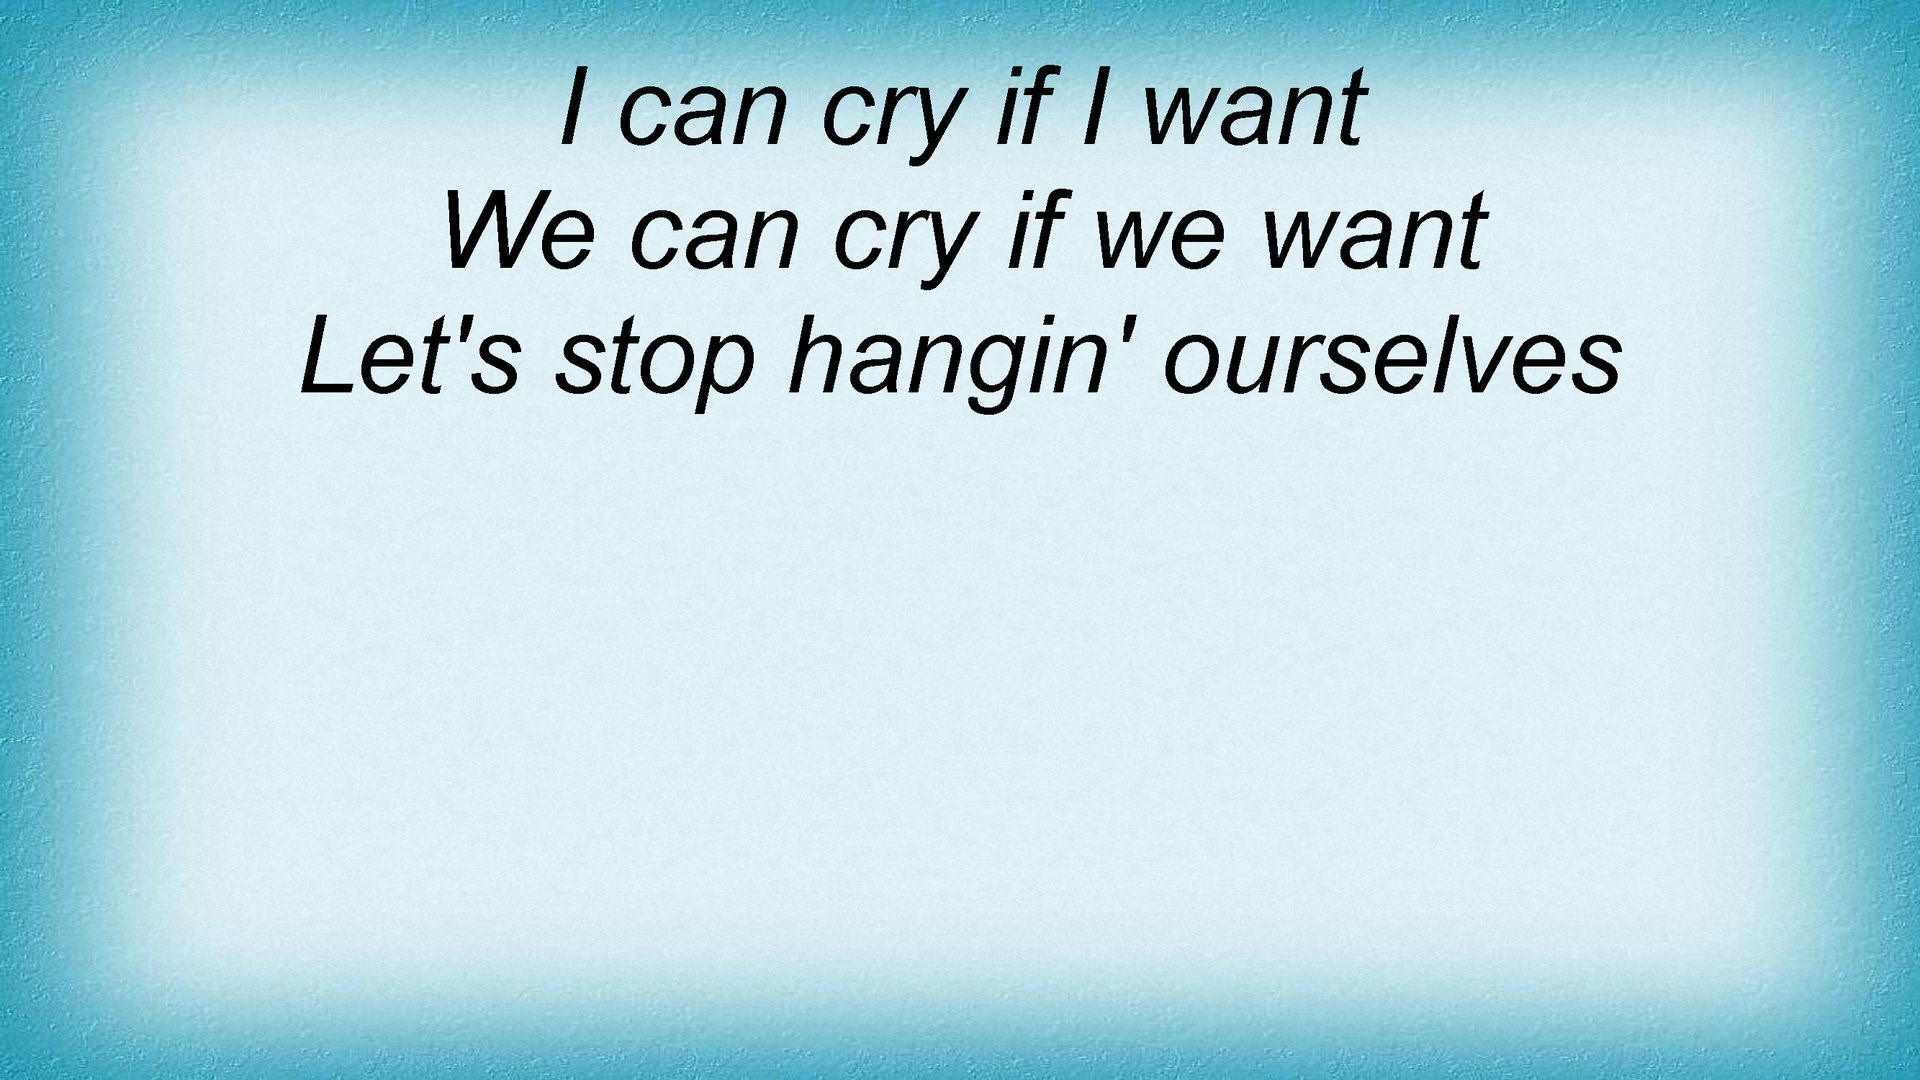 I can cry if I want
We can cry if we want
Let's stop hangin' ourselves